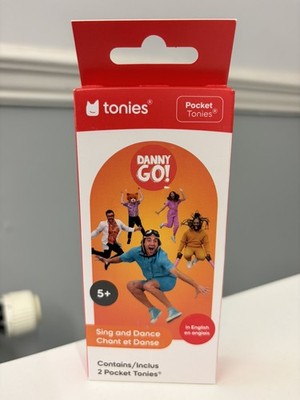 tonies®
Pocket
Tonies®
DANNY
GO!
5+
Sing and Dance
Chant et Danse
In English
en anglais
Contains/Inclus
2 Pocket Tonies®